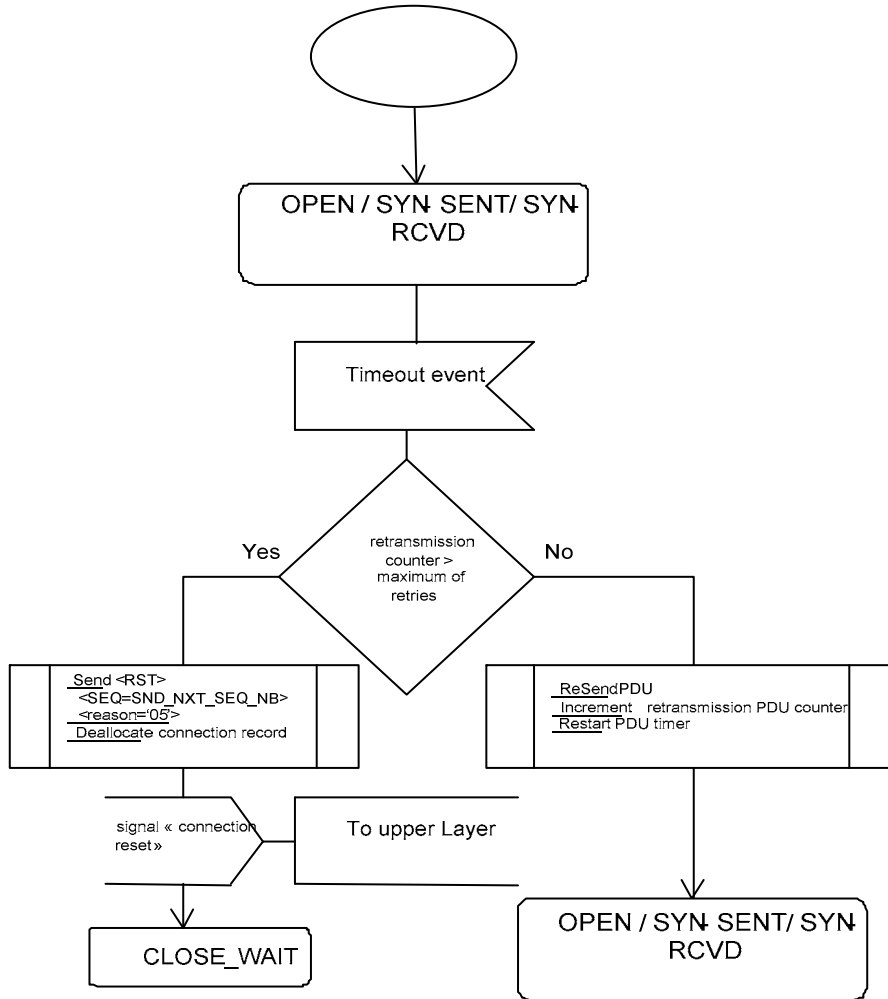 OPEN / SYN- SENT/ SYN-
RCVD
Timeout event
Yes
retransmission
counter >
maximum of
retries
No
Send <RST>
<SEQ=SND_NXT_SEQ_NB>
<reason='05'>
Deallocate connection record
ReSendPDU
Increment retransmission PDU counter
Restart PDU timer
signal « connection
reset»
To upper Layer
CLOSE_WAIT
OPEN / SYN- SENT/ SYN-
RCVD